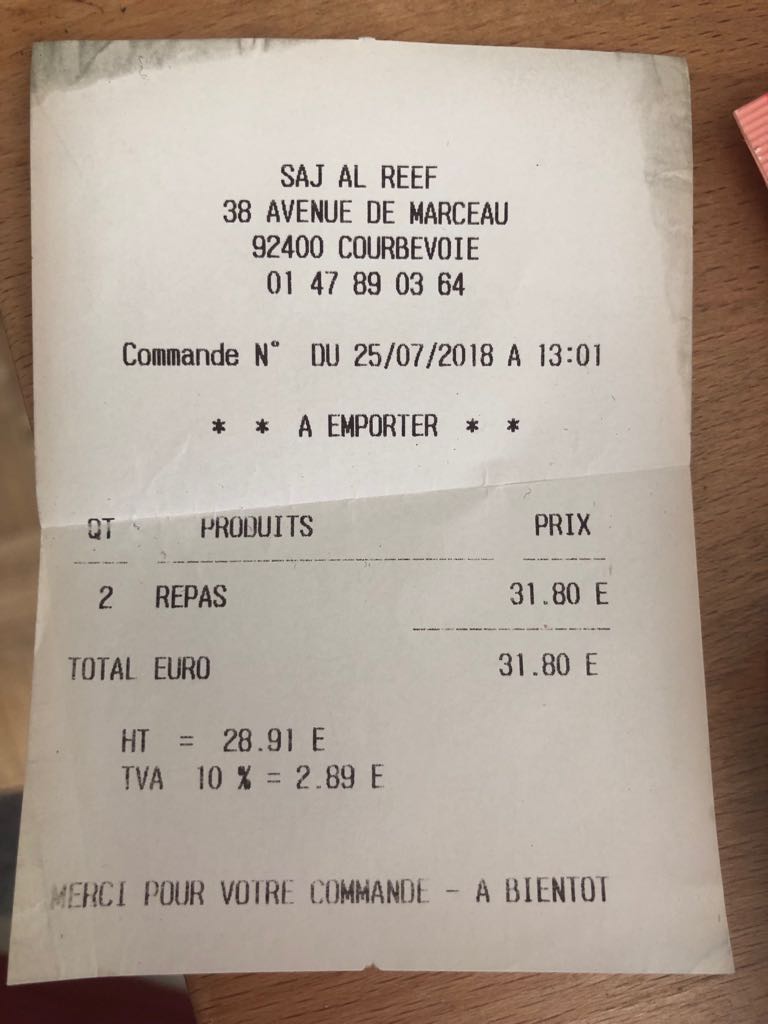 SAJ AL REEF
38 AVENUE DE MARCEAU
92400 COURBEVOIE
01 47 89 03 64
Commande N° DU 25/07/2018 A 13:01
* * A EMPORTER * *
QT PRODUITS PRIX
2 REPAS 31.80 E
TOTAL EURO 31.80 E
HT = 28.91 E
TVA 10 % = 2.89 E
MERCI POUR VOTRE COMMANDE - A BIENTOT